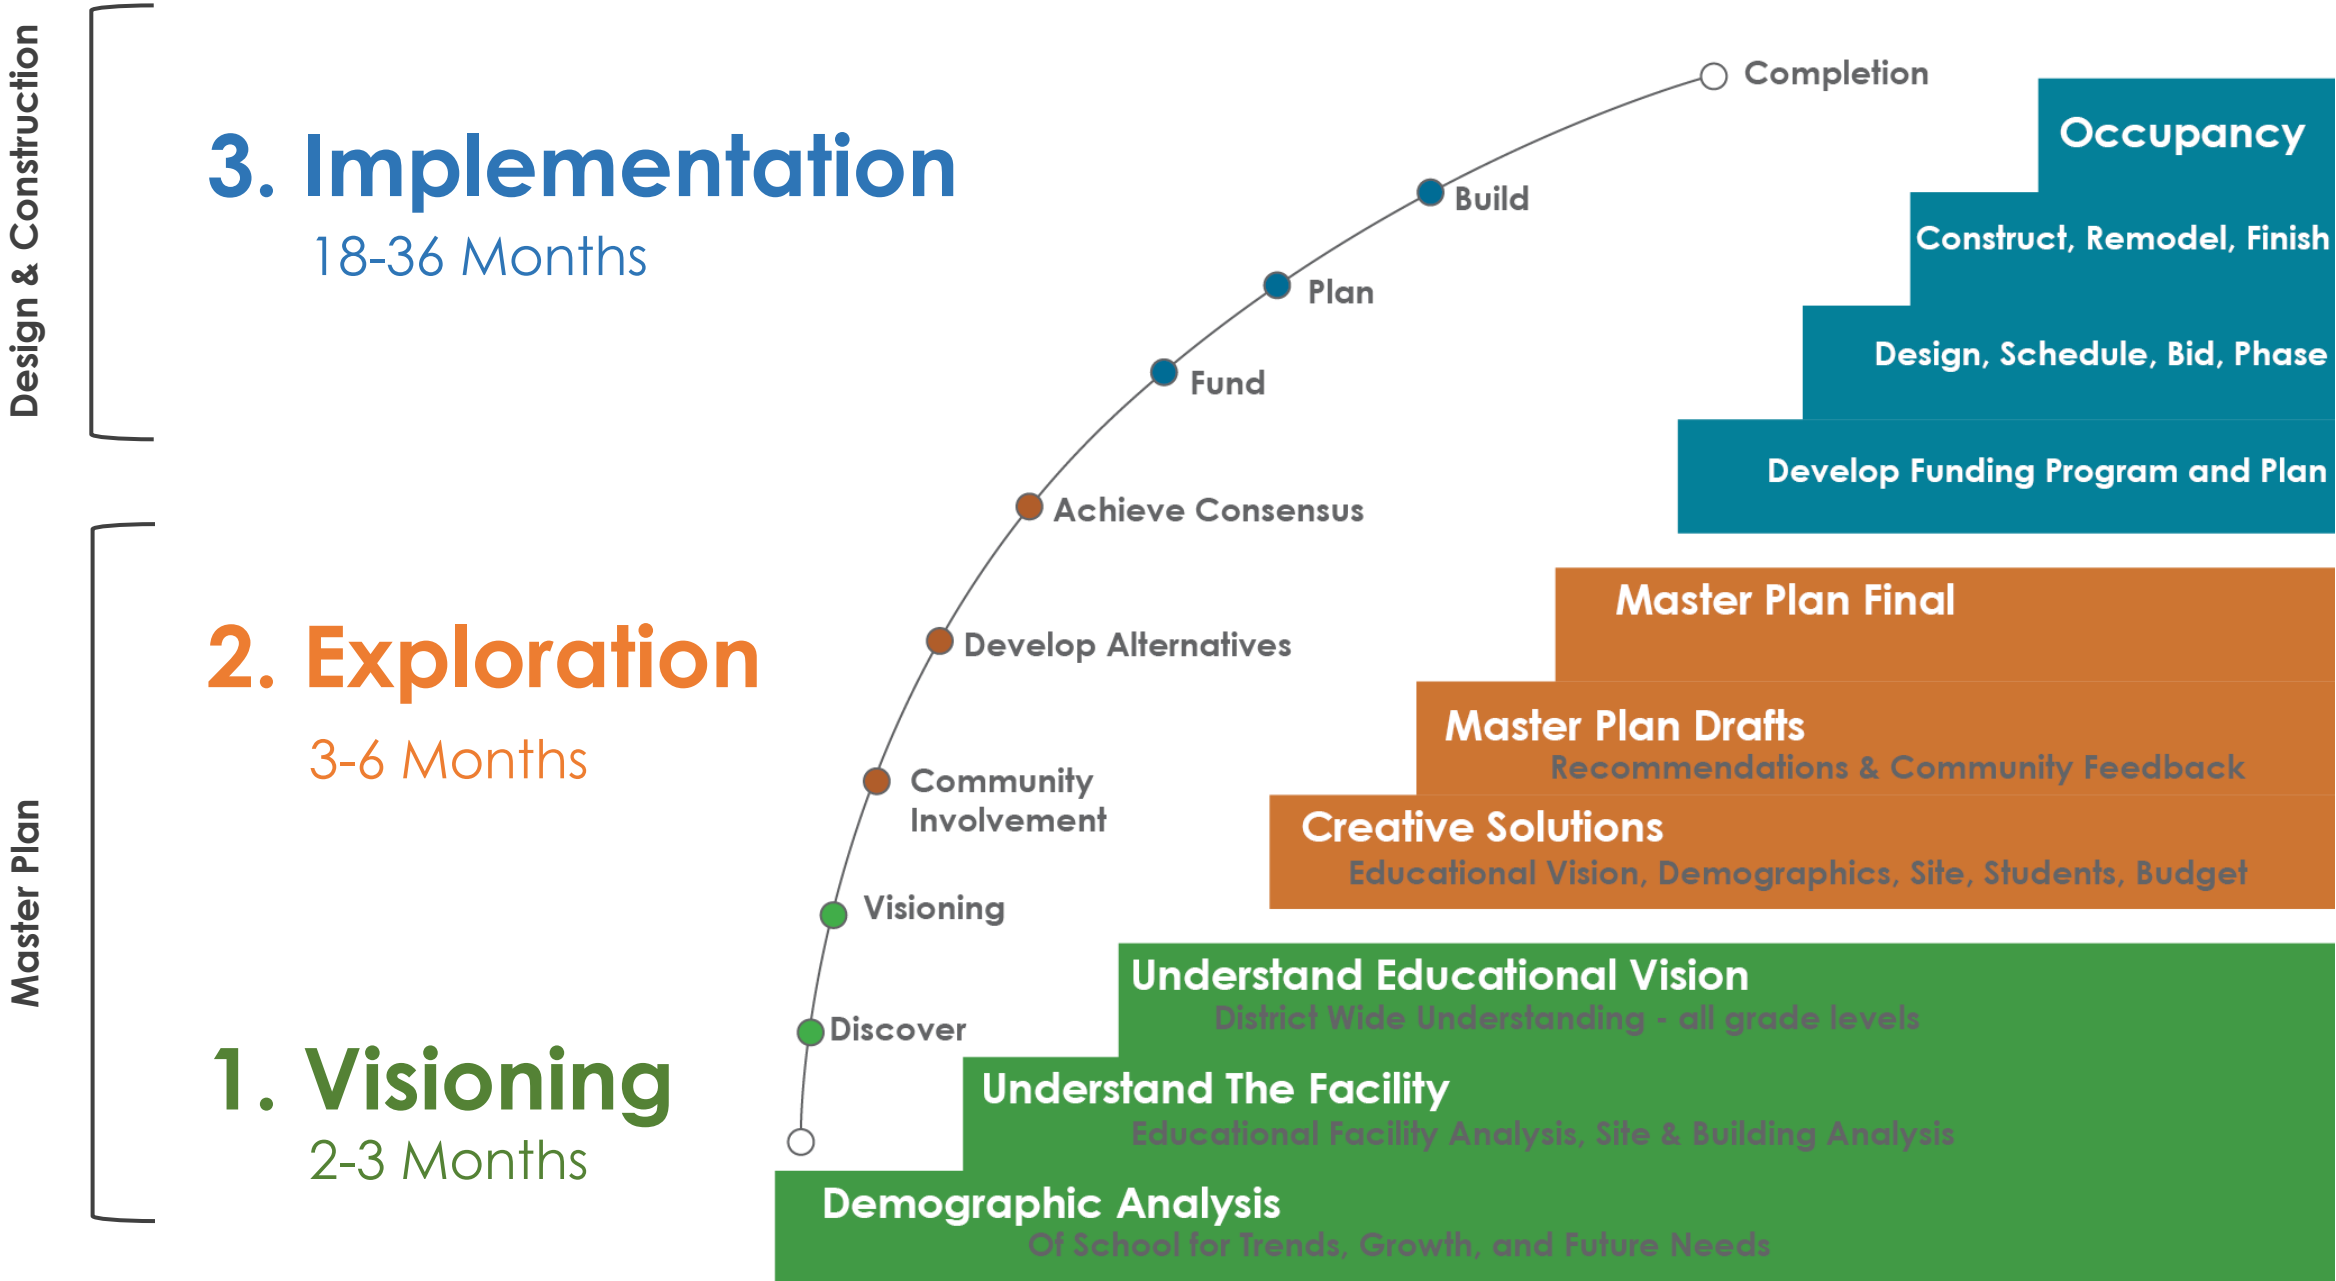 Design & Construction
3. Implementation
18-36 Months
Completion
Build
Plan
Fund
Occupancy
Construct, Remodel, Finish
Design, Schedule, Bid, Phase
Develop Funding Program and Plan
Master Plan
2. Exploration
3-6 Months
Achieve Consensus
Develop Alternatives
Community
Involvement
Master Plan Final
Master Plan Drafts
Recommendations & Community Feedback
Creative Solutions
Educational Vision, Demographics, Site, Students, Budget
1. Visioning
2-3 Months
Visioning
Discover
Understand Educational Vision
District Wide Understanding - all grade levels
Understand The Facility
Educational Facility Analysis, Site & Building Analysis
Demographic Analysis
Of School for Trends, Growth, and Future Needs